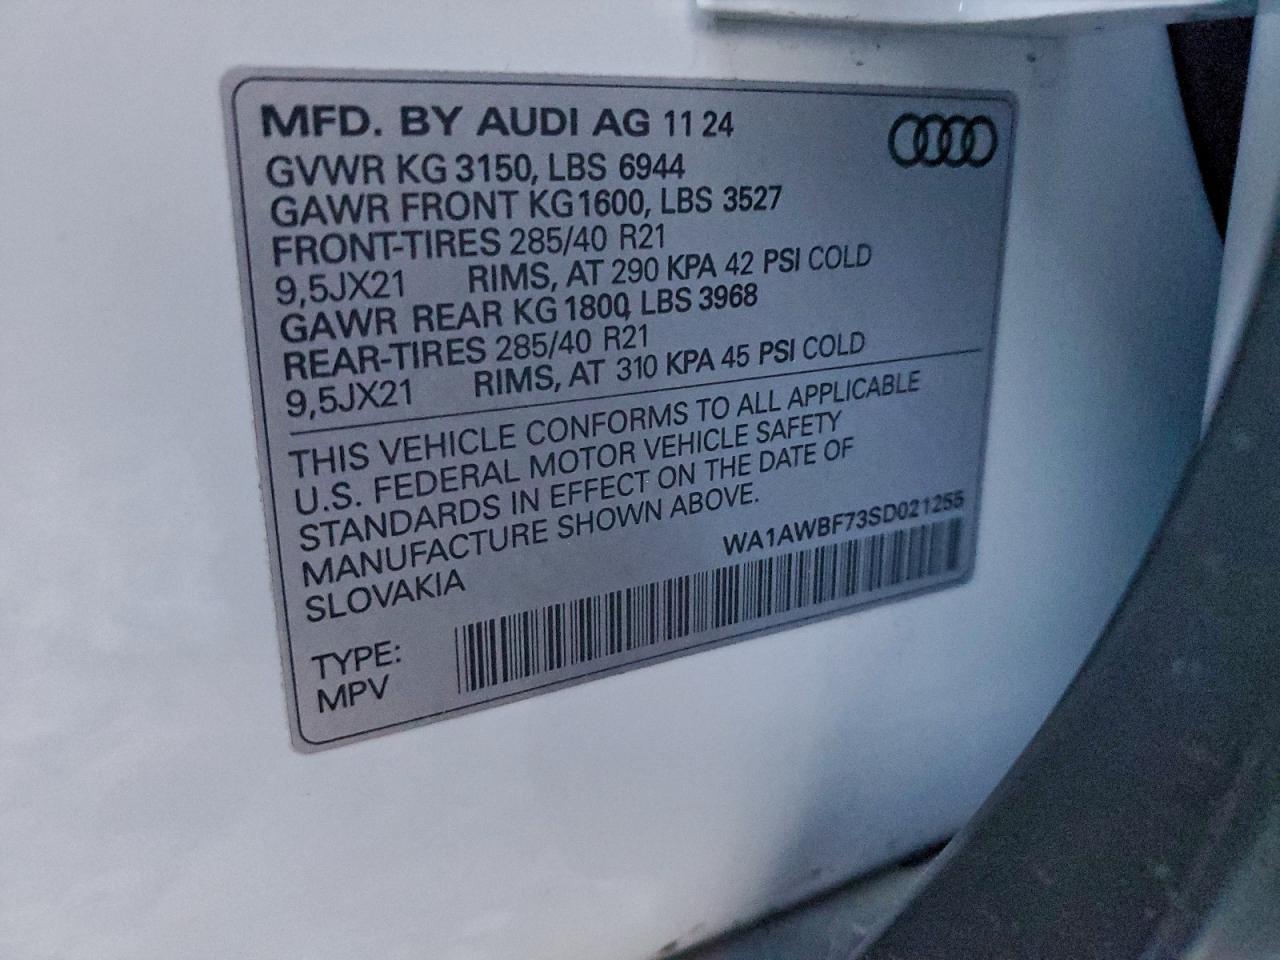 MFD. BY AUDI AG 11 24
GVWR KG 3150, LBS 6944
GAWR FRONT KG 1600, LBS 3527
FRONT-TIRES 285/40 R21
9,5JX21 RIMS, AT 290 KPA 42 PSI COLD
GAWR REAR KG 1800, LBS 3968
REAR-TIRES 285/40 R21
9,5JX21 RIMS, AT 310 KPA 45 PSI COLD
THIS VEHICLE CONFORMS TO ALL APPLICABLE
U.S. FEDERAL MOTOR VEHICLE SAFETY
STANDARDS IN EFFECT ON THE DATE OF
MANUFACTURE SHOWN ABOVE.
SLOVAKIA
WA1AWBF73SD021255
TYPE:
MPV